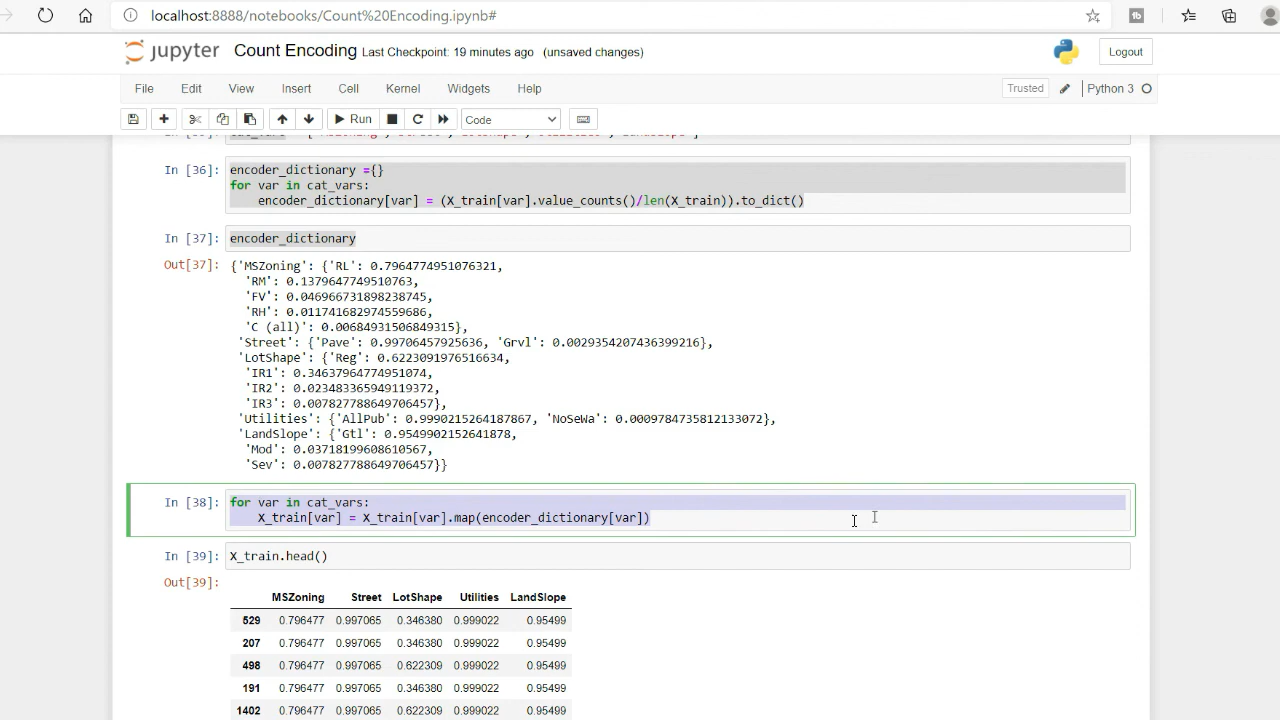 localhost:8888/notebooks/Count%20Encoding.ipynb#
jupyter Count Encoding Last Checkpoint: 19 minutes ago (unsaved changes)
Logout
File Edit View Insert Cell Kernel Widgets Help
Trusted Python 3
Run Code
In [36]: encoder_dictionary ={}
for var in cat_vars:
encoder_dictionary[var] = (X_train[var].value_counts()/len(X_train)).to_dict()
In [37]: encoder_dictionary
Out[37]: {'MSZoning': {'RL': 0.7964774951076321,
'RM': 0.1379647749510763,
'FV': 0.046966731898238745,
'RH': 0.011741682974559686,
'C (all)': 0.00684931506849315},
'Street': {'Pave': 0.99706457925636, 'Grvl': 0.0029354207436399216},
'LotShape': {'Reg': 0.6223091976516634,
'IR1': 0.34637964774951074,
'IR2': 0.023483365949119372,
'IR3': 0.007827788649706457},
'Utilities': {'AllPub': 0.9990215264187867, 'NoSeWa': 0.0009784735812133072},
'LandSlope': {'Gtl': 0.9549902152641878,
'Mod': 0.03718199608610567,
'Sev': 0.007827788649706457}}
In [38]: for var in cat_vars:
X_train[var] = X_train[var].map(encoder_dictionary[var])
In [39]: X_train.head()
Out[39]:
MSZoning Street LotShape Utilities LandSlope
529 0.796477 0.997065 0.346380 0.999022 0.95499
207 0.796477 0.997065 0.346380 0.999022 0.95499
498 0.796477 0.997065 0.622309 0.999022 0.95499
191 0.796477 0.997065 0.346380 0.999022 0.95499
1402 0.796477 0.997065 0.622309 0.999022 0.95499